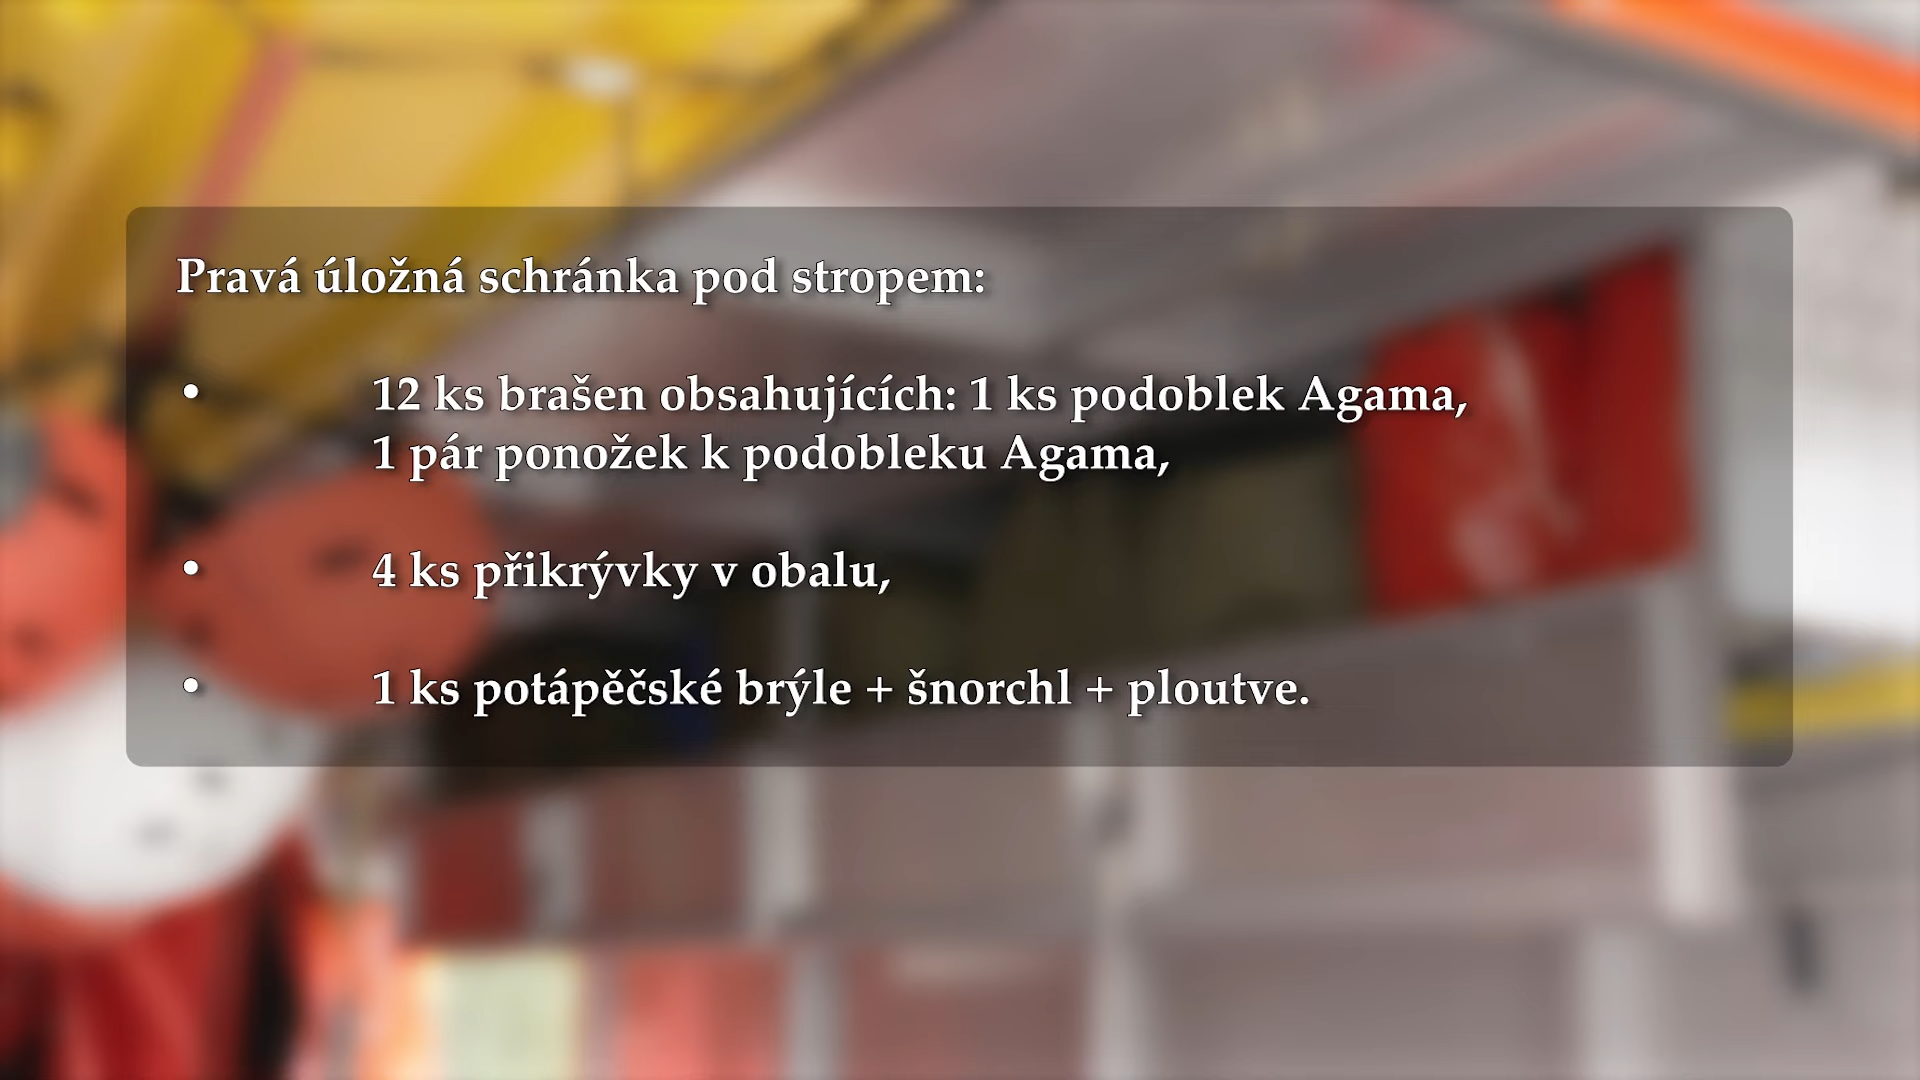 Pravá úložná schránka pod stropem:
• 12 ks brašen obsahujících: 1 ks podoblek Agama,
1 pár ponožek k podobleku Agama,
• 4 ks přikrývky v obalu,
• 1 ks potápěčské brýle + šnorchl + ploutve.